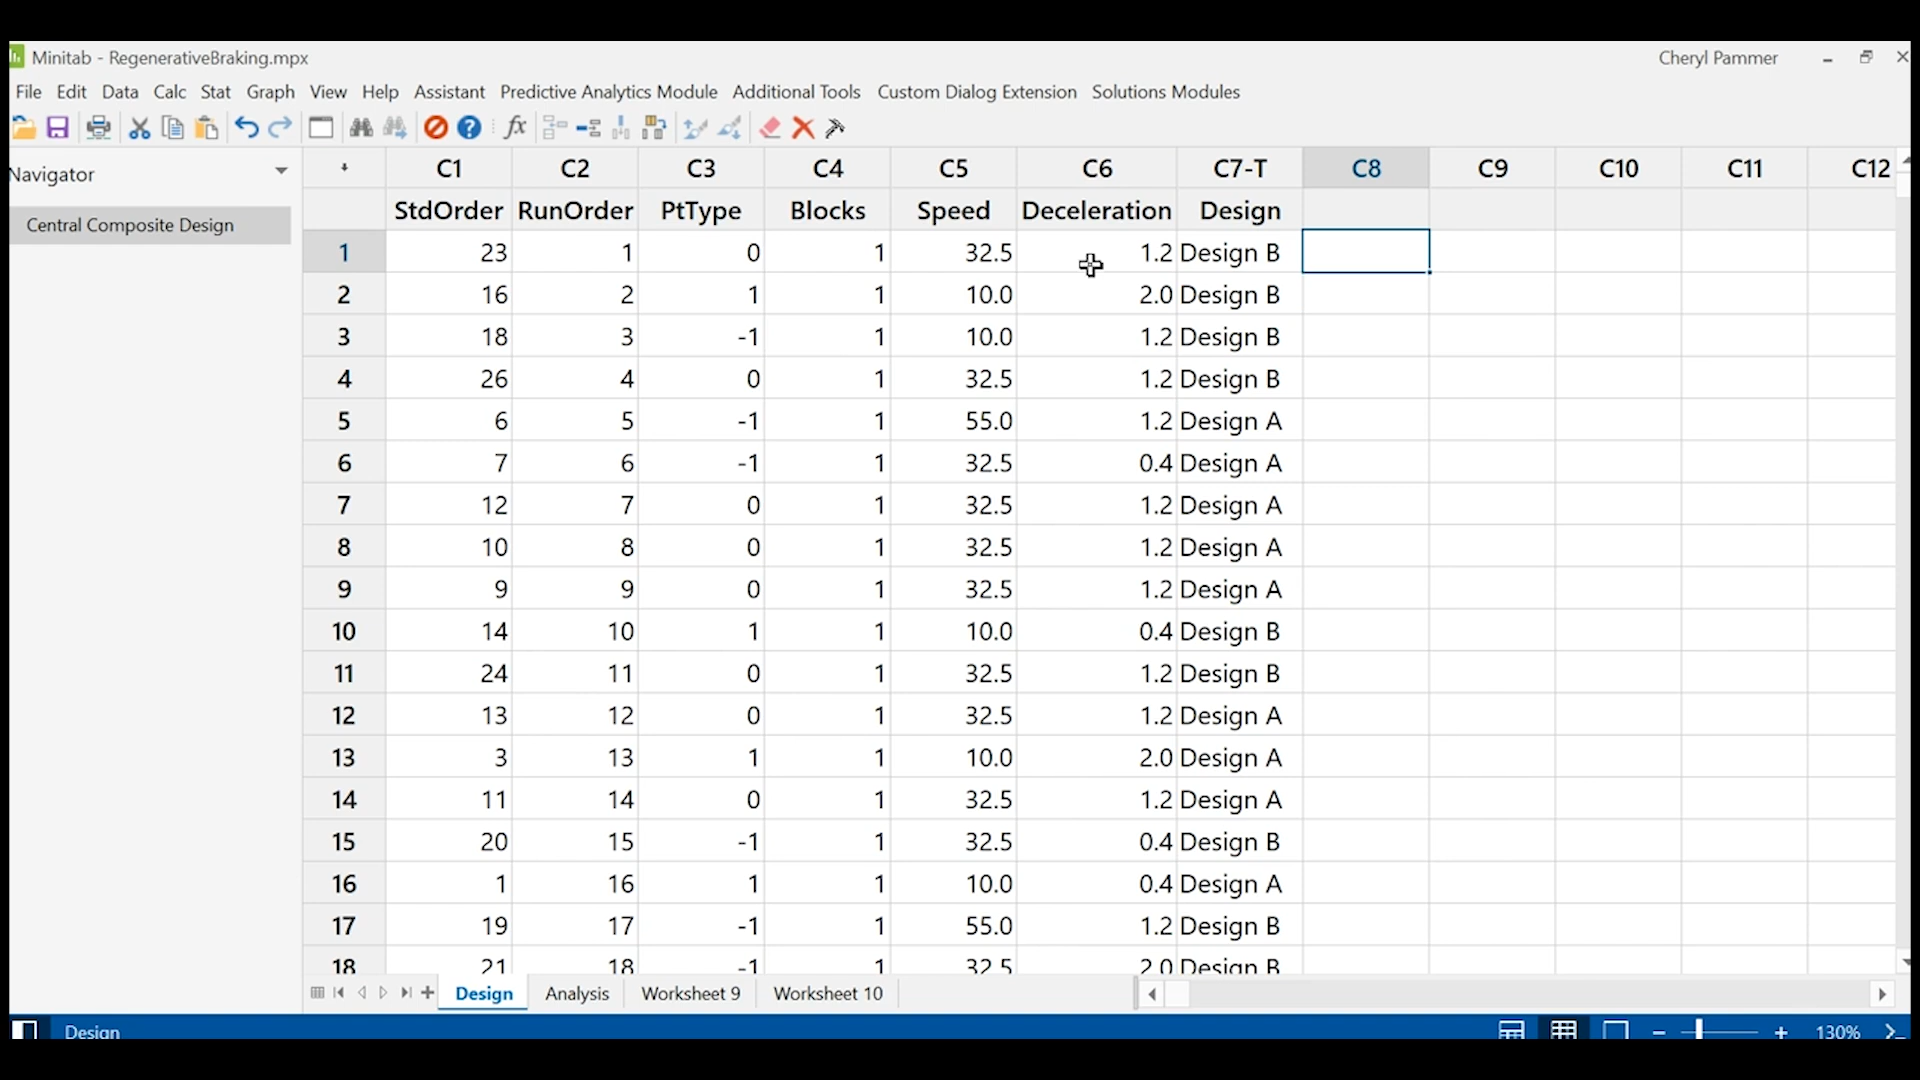 Minitab - RegenerativeBraking.mpx Cheryl Pammer
File Edit Data Calc Stat Graph View Help Assistant Predictive Analytics Module Additional Tools Custom Dialog Extension Solutions Modules
Navigator C1 C2 C3 C4 C5 C6 C7-T C8 C9 C10 C11 C12
StdOrder RunOrder PtType Blocks Speed Deceleration Design
Central Composite Design
1 23 1 0 1 32.5 1.2 Design B
2 16 2 1 1 10.0 2.0 Design B
3 18 3 -1 1 10.0 1.2 Design B
4 26 4 0 1 32.5 1.2 Design B
5 6 5 -1 1 55.0 1.2 Design A
6 7 6 -1 1 32.5 0.4 Design A
7 12 7 0 1 32.5 1.2 Design A
8 10 8 0 1 32.5 1.2 Design A
9 9 9 0 1 32.5 1.2 Design A
10 14 10 1 1 10.0 0.4 Design B
11 24 11 0 1 32.5 1.2 Design B
12 13 12 0 1 32.5 1.2 Design A
13 3 13 1 1 10.0 2.0 Design A
14 11 14 0 1 32.5 1.2 Design A
15 20 15 -1 1 32.5 0.4 Design B
16 1 16 1 1 10.0 0.4 Design A
17 19 17 -1 1 55.0 1.2 Design B
18 21 18 -1 1 32.5 2.0 Design B
Design Analysis Worksheet 9 Worksheet 10
Design 130%